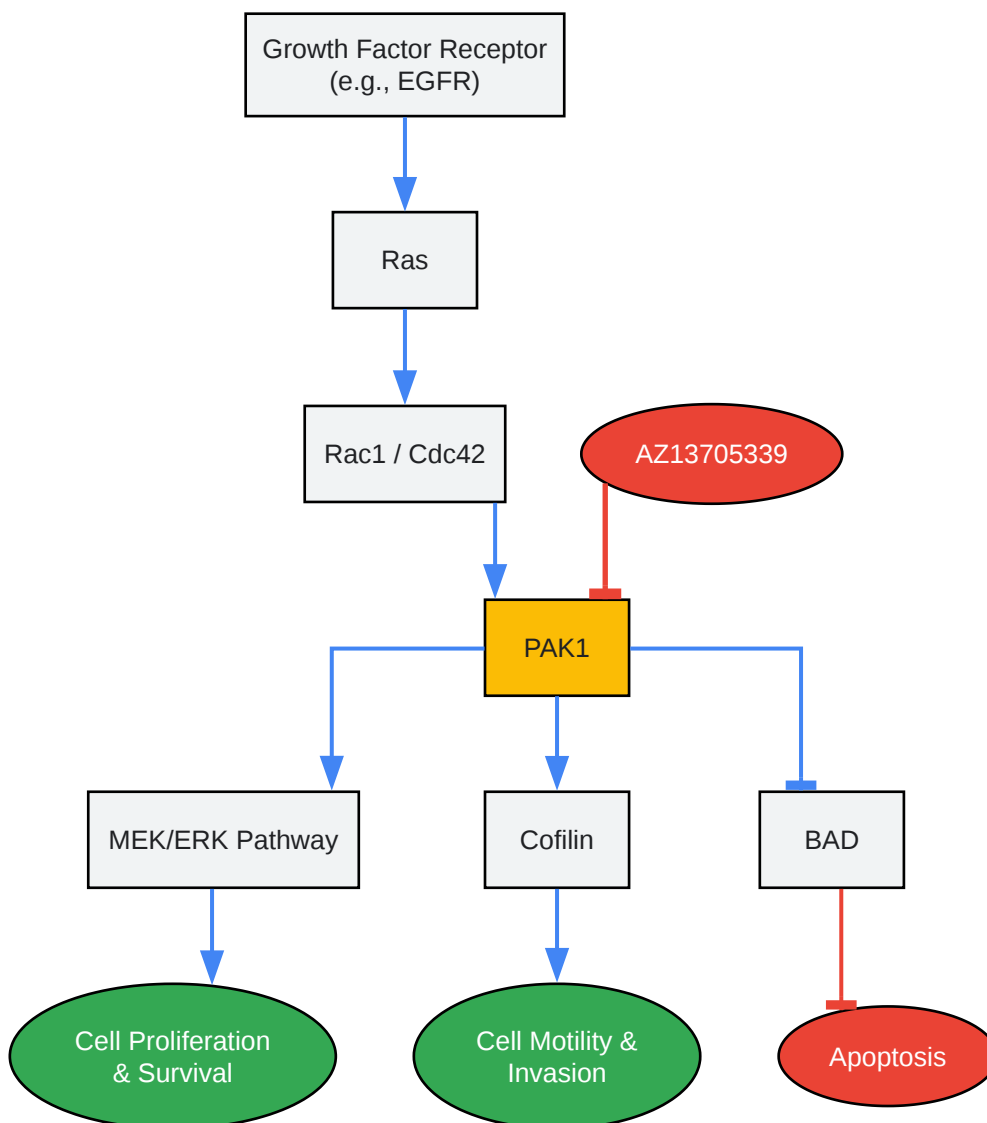 Growth Factor Receptor
(e.g., EGFR)
Ras
Rac1 / Cdc42
AZ13705339
PAK1
MEK/ERK Pathway
Cofilin
BAD
Cell Proliferation
& Survival
Cell Motility &
Invasion
Apoptosis